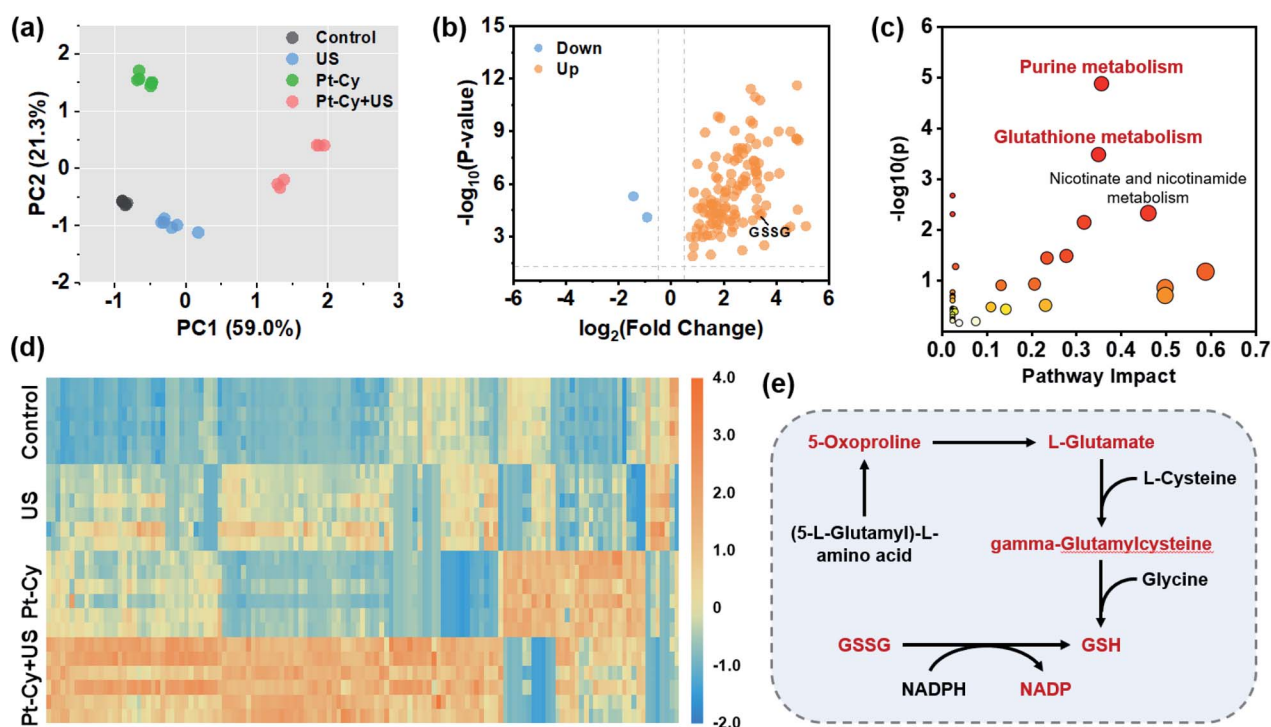 (a)
Control
US
Pt-Cy
Pt-Cy+US
2
1
0
-1
-2
PC2 (21.3%)
-1
0
1
2
3
PC1 (59.0%)
(b)
Down
Up
15
12
9
6
3
-log10(P-value)
GSSG
-6
-4
-2
0
2
4
6
log2(Fold Change)
(c)
Purine metabolism
Glutathione metabolism
Nicotinate and nicotinamide
metabolism
6
5
4
3
2
1
0
-log10(p)
0.0
0.1
0.2
0.3
0.4
0.5
0.6
0.7
Pathway Impact
(d)
Control
US
Pt-Cy
Pt-Cy+US
4.0
3.0
2.0
1.0
0
-1.0
-2.0
(e)
5-Oxoproline
L-Glutamate
L-Cysteine
(5-L-Glutamyl)-L-
amino acid
gamma-Glutamylcysteine
Glycine
GSSG
GSH
NADPH
NADP